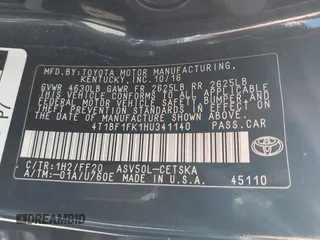 MFD.BY:TOYOTA MOTOR MANUFACTURING,
KENTUCKY,INC. 10/16
GVWR 4630LB GAWR FR 2625LB RR 2625LB
THIS VEHICLE CONFORMS TO ALL APPLICABLE FEDERAL
MOTOR VEHICLE SAFETY, BUMPER, AND THEFT PREVENTION
STANDARDS IN EFFECT ON THE DATE OF MANUFACTURE
SHOWN ABOVE.
4T1BF1FK1HU341140
PASSENGER CAR
C/TR:1H2/FF20 ASV50L-CETSKA
A/TM:-01A/U760E MADE IN U.S.A.
45110
TOYOTA
DREAMBID